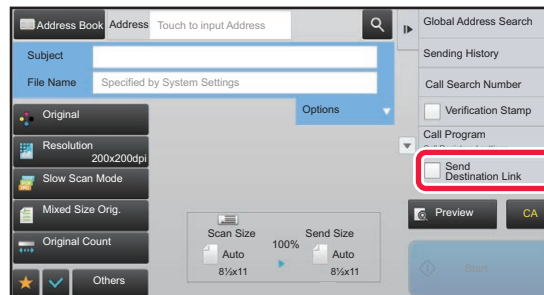 Address Book
Address
Touch to input Address
Subject
File Name
Specified by System Settings
Options
Original
Resolution
200x200dpi
Slow Scan Mode
Mixed Size Orig.
Original Count
Others
Scan Size
100%
Send Size
Auto
Auto
8½x11
8½x11
Global Address Search
Sending History
Call Search Number
Verification Stamp
Call Program
Send
Destination Link
Preview
CA
Start